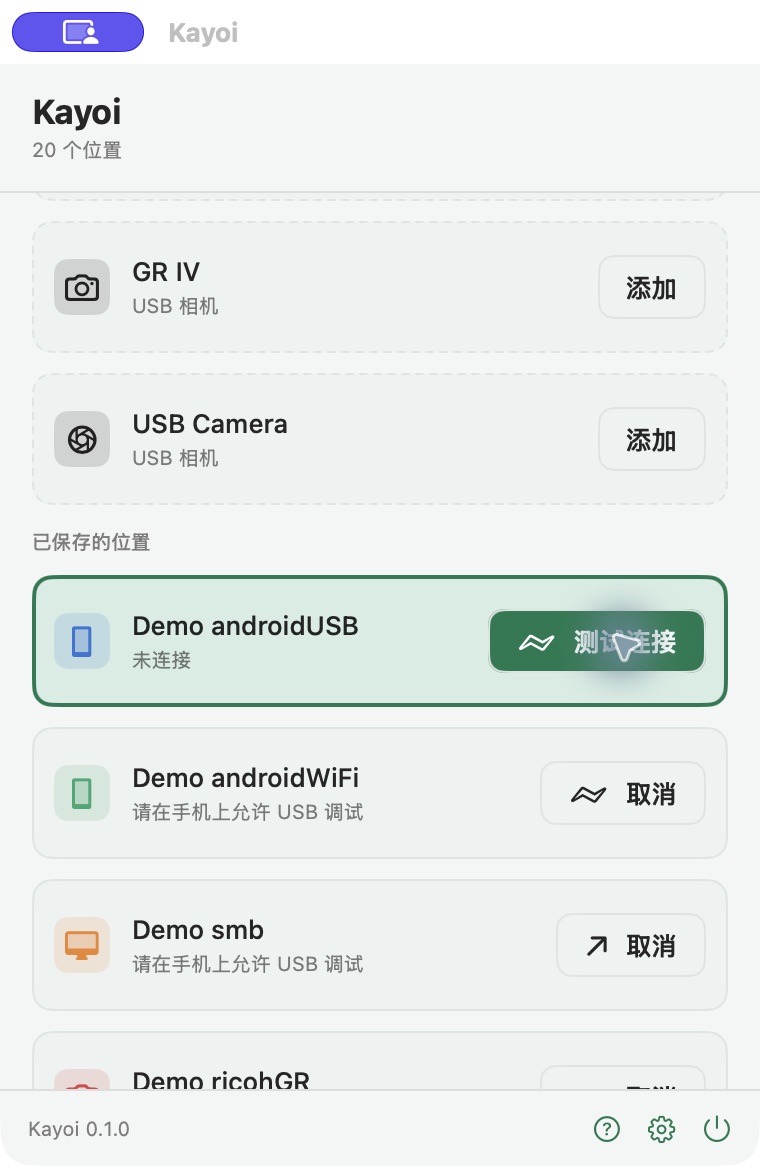 Kayoi
Kayoi
20 个位置
GR IV
USB 相机
添加
USB Camera
USB 相机
添加
已保存的位置
Demo androidUSB
未连接
测试连接
Demo androidWiFi
请在手机上允许 USB 调试
取消
Demo smb
请在手机上允许 USB 调试
取消
Demo ricohGR
取消
Kayoi 0.1.0